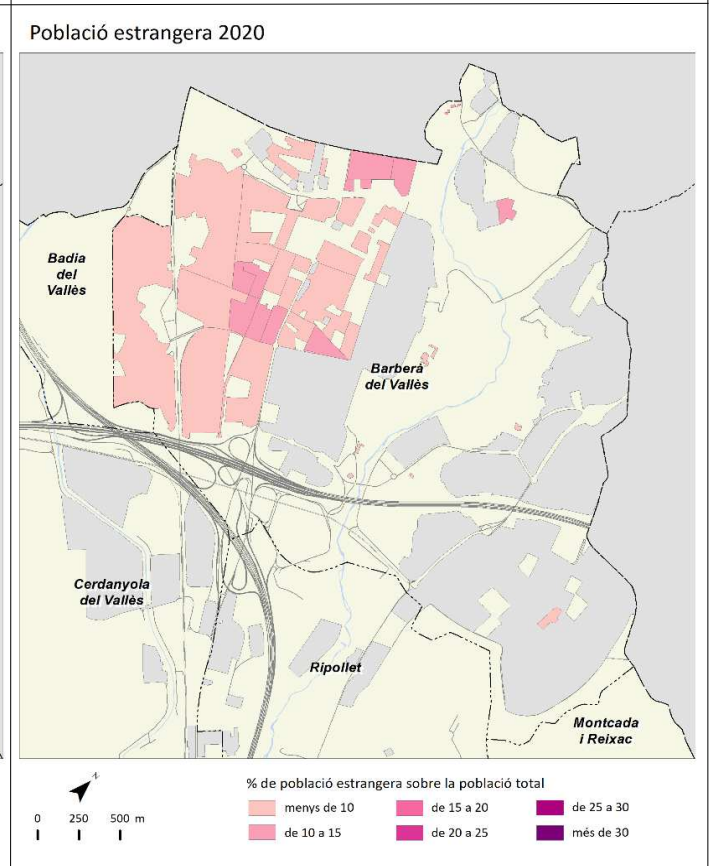 Població estrangera 2020
Badia
del
Vallès
Barberà
del Vallès
Cerdanyola
del Vallès
Ripollet
Montcada
i Reixac
N
0 250 500 m
% de població estrangera sobre la població total
menys de 10
de 15 a 20
de 25 a 30
de 10 a 15
de 20 a 25
més de 30